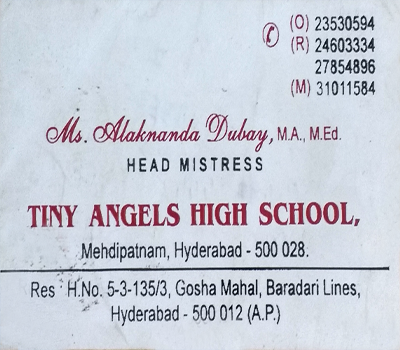 (O) 23530594
(R) 24603334
27854896
(M) 31011584
Ms. Alaknanda Dubay, M.A., M.Ed.
HEAD MISTRESS
TINY ANGELS HIGH SCHOOL,
Mehdipatnam, Hyderabad - 500 028.
Res : H.No. 5-3-135/3, Gosha Mahal, Baradari Lines,
Hyderabad - 500 012 (A.P.)